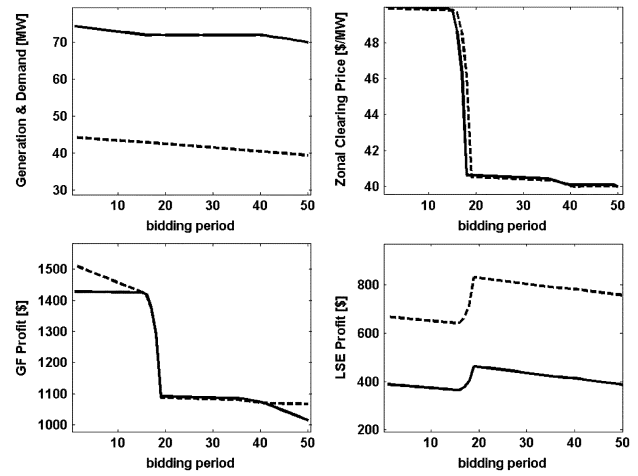 Generation & Demand [MW]
70
60
50
40
30
10 20 30 40 50
bidding period
Zonal Clearing Price [$/MW]
48
46
44
42
40
10 20 30 40 50
bidding period
GF Profit [$]
1500
1400
1300
1200
1100
1000
10 20 30 40 50
bidding period
LSE Profit [$]
800
600
400
200
10 20 30 40 50
bidding period